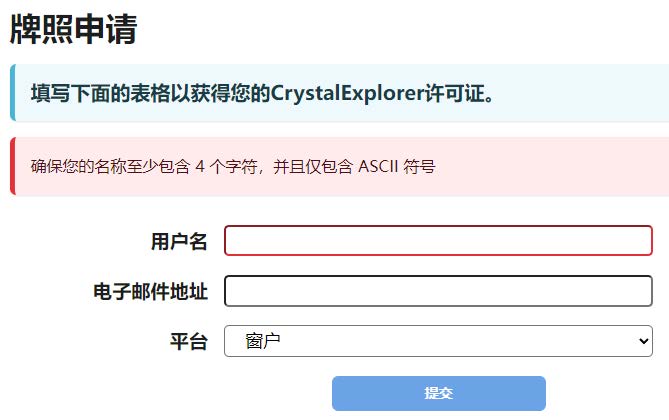 牌照申请
填写下面的表格以获得您的CrystalExplorer许可证。
确保您的名称至少包含 4 个字符，并且仅包含 ASCII 符号
用户名
电子邮件地址
平台
窗户
提交